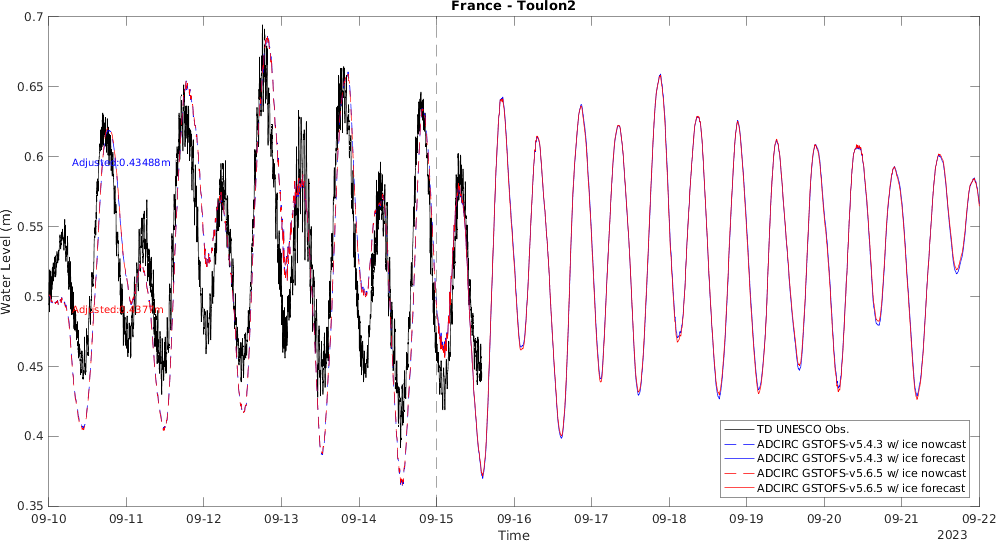 France - Toulon2
0.7
0.65
0.6
0.55
0.5
0.45
0.4
0.35
Water Level (m)
Adjusted:0.43488m
09-10
09-11
09-12
09-13
09-14
09-15
09-16
09-17
09-18
09-19
09-20
09-21
09-22
Time
2023
TD UNESCO Obs.
ADCIRC GSTOFS-v5.4.3 w/ ice nowcast
ADCIRC GSTOFS-v5.4.3 w/ ice forecast
ADCIRC GSTOFS-v5.6.5 w/ ice nowcast
ADCIRC GSTOFS-v5.6.5 w/ ice forecast